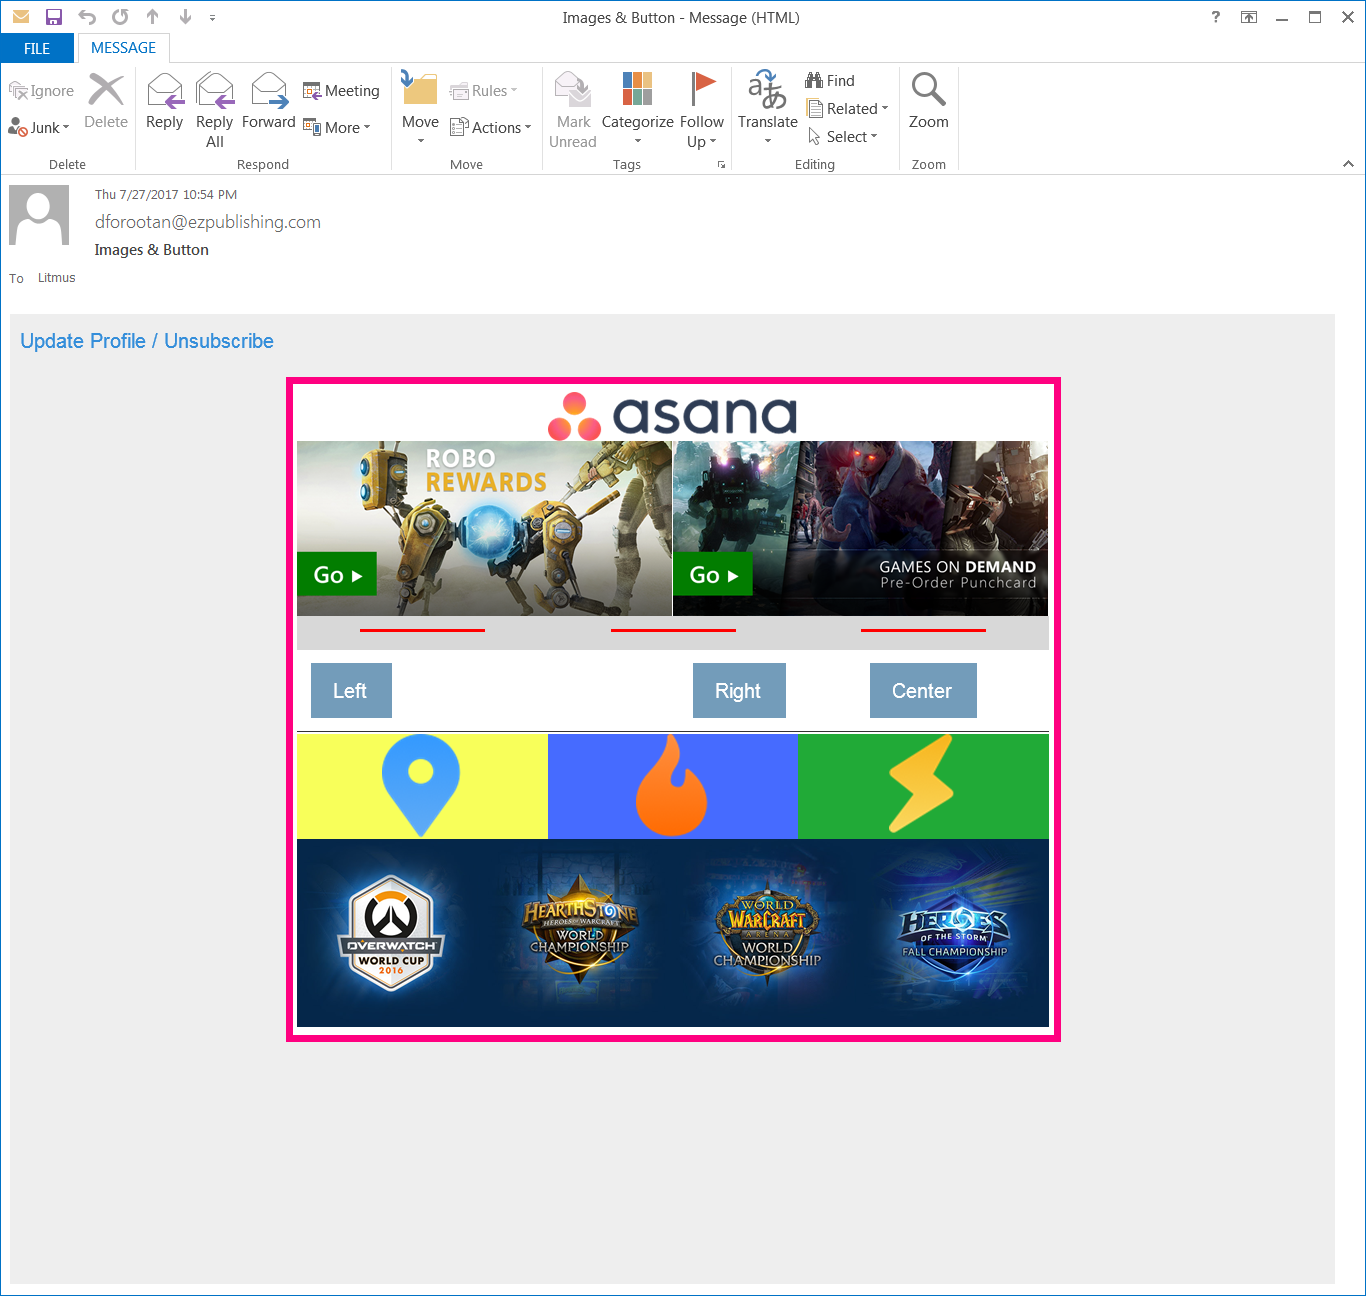 Images & Button - Message (HTML)
?
FILE
MESSAGE
Ignore
Junk
Delete
Delete
Reply
Reply
All
Forward
Meeting
More
Respond
Move
Rules
Actions
Move
Mark
Unread
Categorize
Follow
Up
Tags
Translate
Find
Related
Select
Editing
Zoom
Zoom
Thu 7/27/2017 10:54 PM
dforootan@ezpublishing.com
Images & Button
To Litmus
Update Profile / Unsubscribe
asana
ROBO
REWARDS
Go
Go
GAMES ON DEMAND
Pre-Order Punchcard
Left
Right
Center
OVERWATCH
WORLD CUP
2016
HEARTHSTONE
HEROES OF WARCRAFT
WORLD
CHAMPIONSHIP
WORLD
WARCRAFT
ARENA
WORLD
CHAMPIONSHIP
HEROES
OF THE STORM
FALL CHAMPIONSHIP